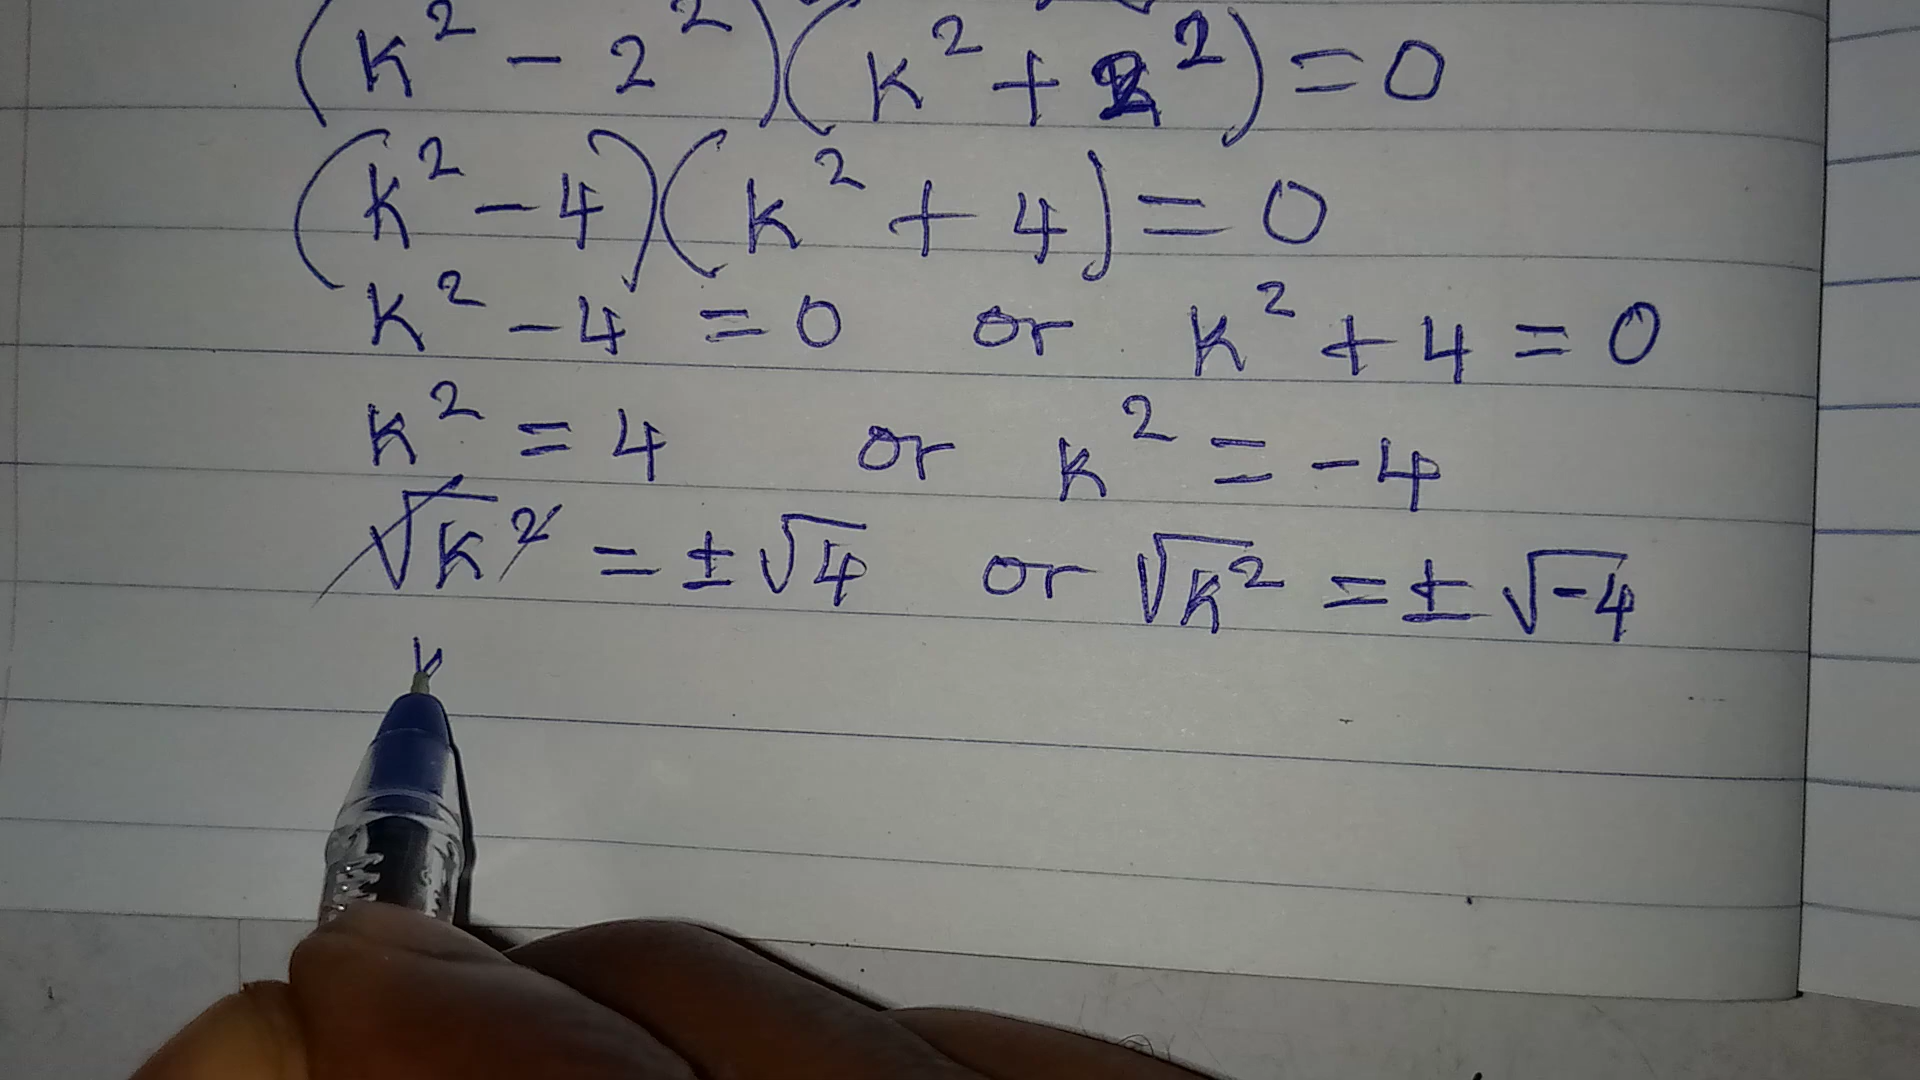 (k² - 2²)(k² + 2²) = 0
(k² - 4)(k² + 4) = 0
k² - 4 = 0 or k² + 4 = 0
k² = 4 or k² = -4
√k² = ± √4 or √k² = ± √-4
k